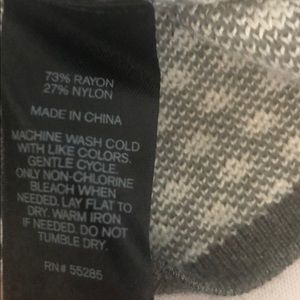 73% RAYON
27% NYLON
MADE IN CHINA
MACHINE WASH COLD
WITH LIKE COLORS.
GENTLE CYCLE.
ONLY NON-CHLORINE
BLEACH WHEN
NEEDED. LAY FLAT TO
DRY. WARM IRON
IF NEEDED. DO NOT
TUMBLE DRY.
RN# 55285